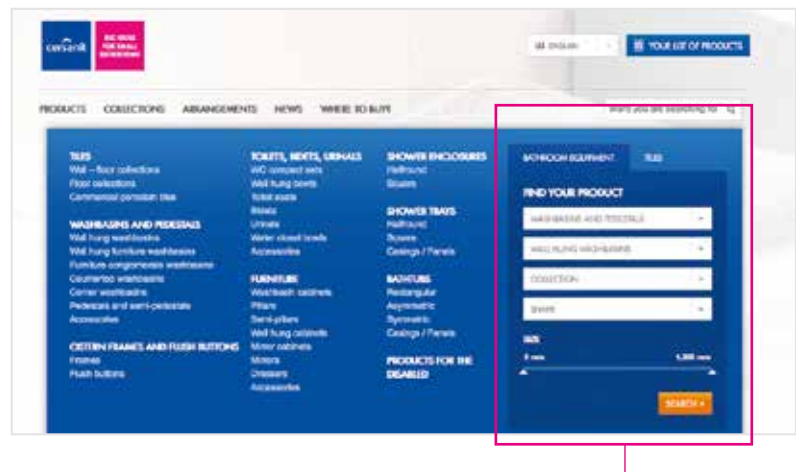 cersanit
BIG IDEAS
FOR SMALL
BATHROOMS
ENGLISH
YOUR LIST OF PRODUCTS
PRODUCTS COLLECTIONS ARRANGEMENTS NEWS WHERE TO BUY?
you are searching for
TILES
Wall – floor collections
Floor collections
Commercial porcelain tiles
WASHBASINS AND PEDESTALS
Wall hung washbasins
Wall hung furniture washbasins
Furniture conglomerate washbasins
Countertop washbasins
Corner washbasins
Pedestals and semi-pedestals
Accessories
CISTERN FRAMES AND FLUSH BUTTONS
Frames
Flush buttons
TOILETS, BIDETS, URINALS
WC compact sets
Wall hung bowls
Toilet seats
Bidets
Urinals
Water closet bowls
Accessories
FURNITURE
Washbasin cabinets
Pillars
Semi-pillars
Wall hung cabinets
Mirror cabinets
Mirrors
Drawers
Accessories
SHOWER ENCLOSURES
Halfround
Square
SHOWER TRAYS
Halfround
Square
Casings / Panels
BATHTUBS
Rectangular
Asymmetric
Symmetric
Casings / Panels
PRODUCTS FOR THE
DISABLED
BATHROOM EQUIPMENT TILES
FIND YOUR PRODUCT
WASHBASINS AND PEDESTALS
WALL HUNG WASHBASINS
COLLECTION
SHAPE
SIZE
0 mm
SEARCH